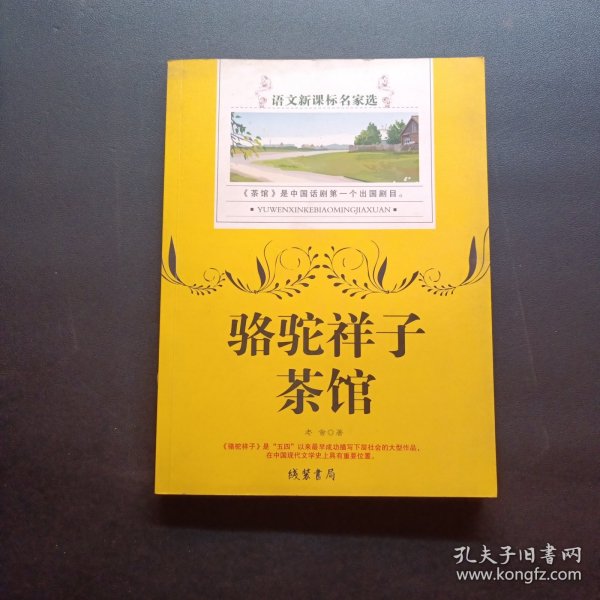 语文新课标名家选
《茶馆》是中国话剧第一个出国剧目。
YUWENXINKEBIAOMINGJIAXUAN
骆驼祥子
茶馆
老舍◎著
《骆驼祥子》是“五四”以来最早成功描写下层社会的大型作品，
在中国现代文学史上具有重要位置。
线装书局
孔夫子旧书网
www.kongfz.com